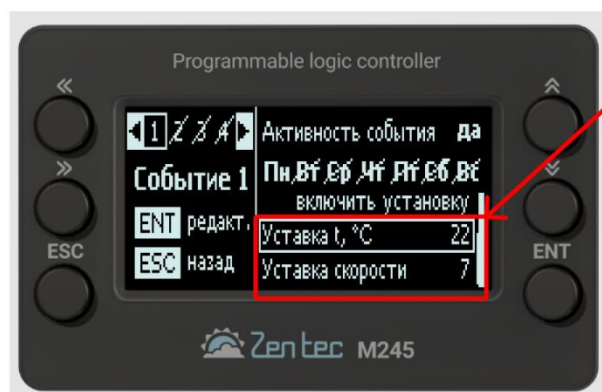 Programmable logic controller
«
1 2 3 4
Активность события да
Событие 1
Пн,Вт,Ср,Чт,Пт,Сб,Вс
включить установку
»
ENT редакт.
Уставка t, °C 22
ESC
ESC назад
Уставка скорости 7
ENT
Zentec M245